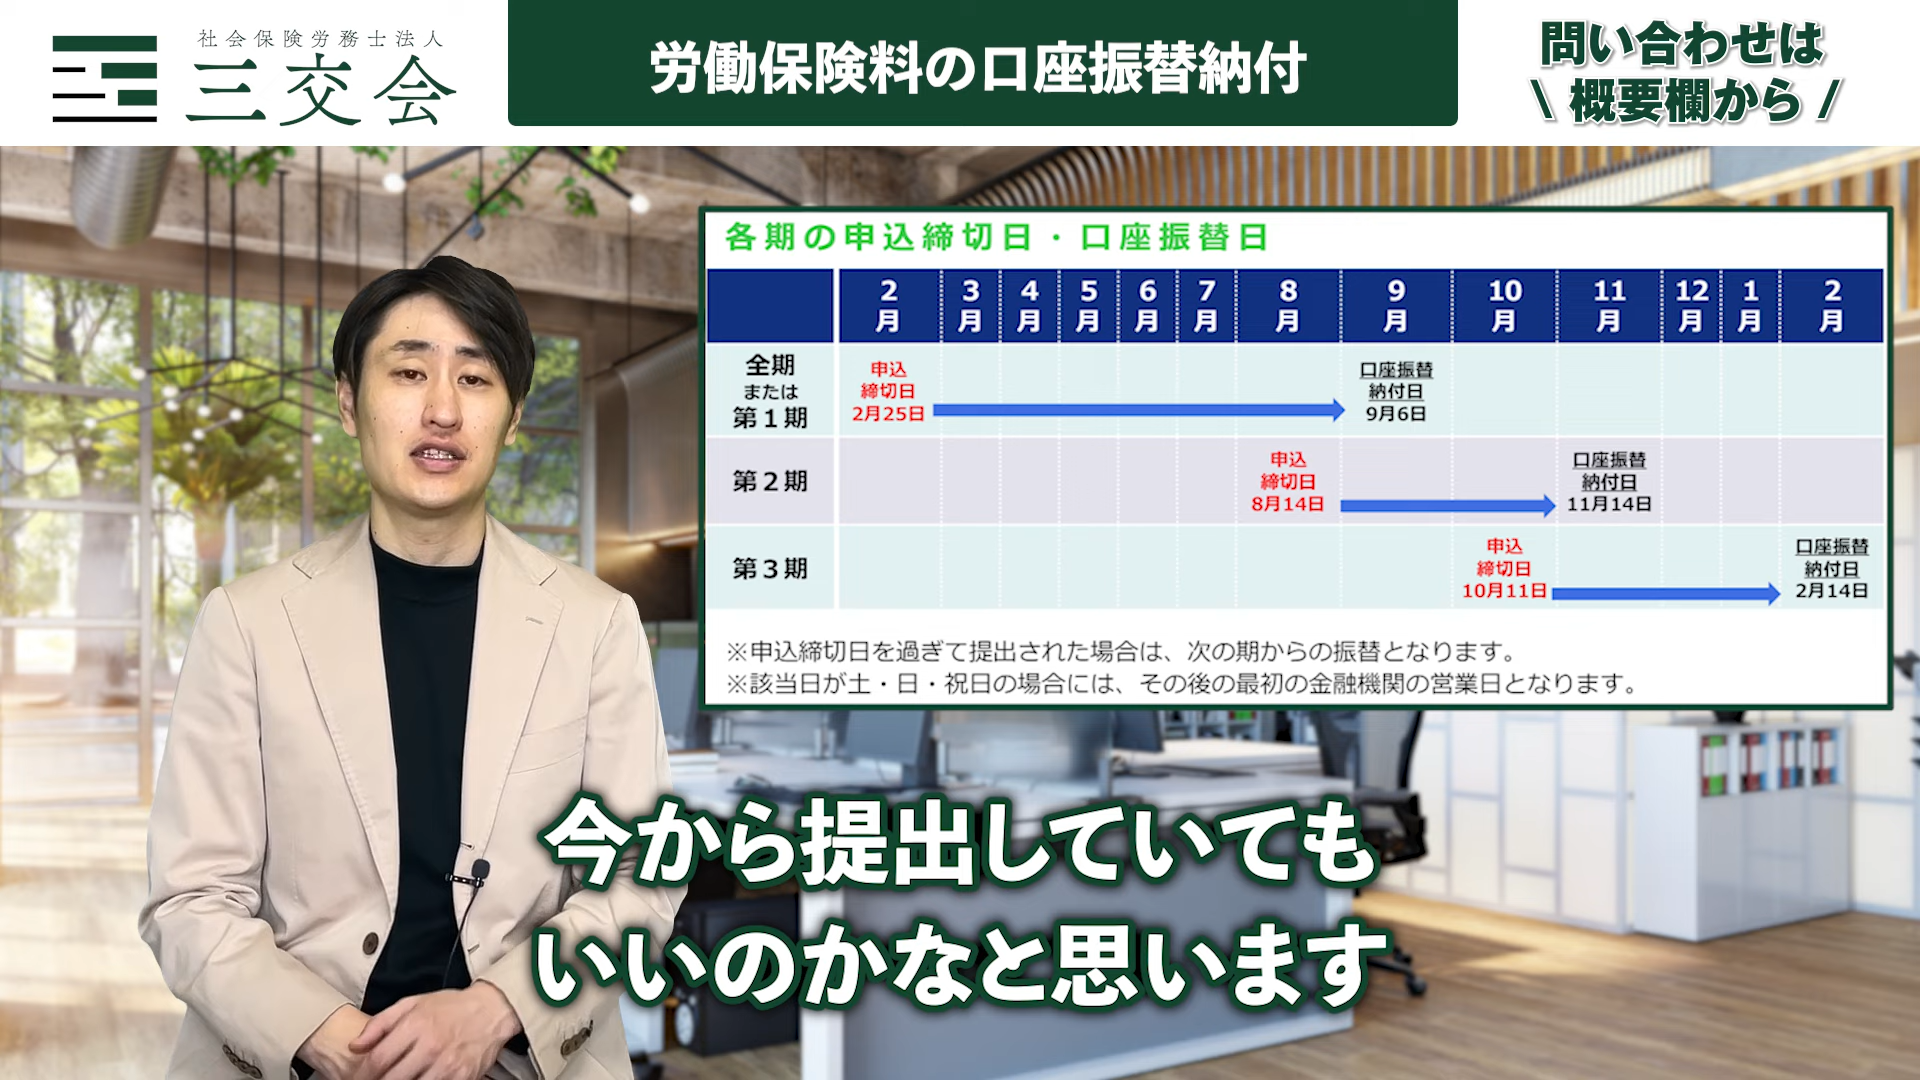 社会保険労務士法人
三交会
労働保険料の口座振替納付
問い合わせは
\ 概要欄から /
各期の申込締切日・口座振替日
2月 3月 4月 5月 6月 7月 8月 9月 10月 11月 12月 1月 2月
全期
または
第１期
申込
締切日
2月25日
口座振替
納付日
9月6日
第２期
申込
締切日
8月14日
口座振替
納付日
11月14日
第３期
申込
締切日
10月11日
口座振替
納付日
2月14日
※申込締切日を過ぎて提出された場合は、次の期からの振替となります。
※該当日が土・日・祝日の場合には、その後の最初の金融機関の営業日となります。
今から提出していても
いいのかなと思います